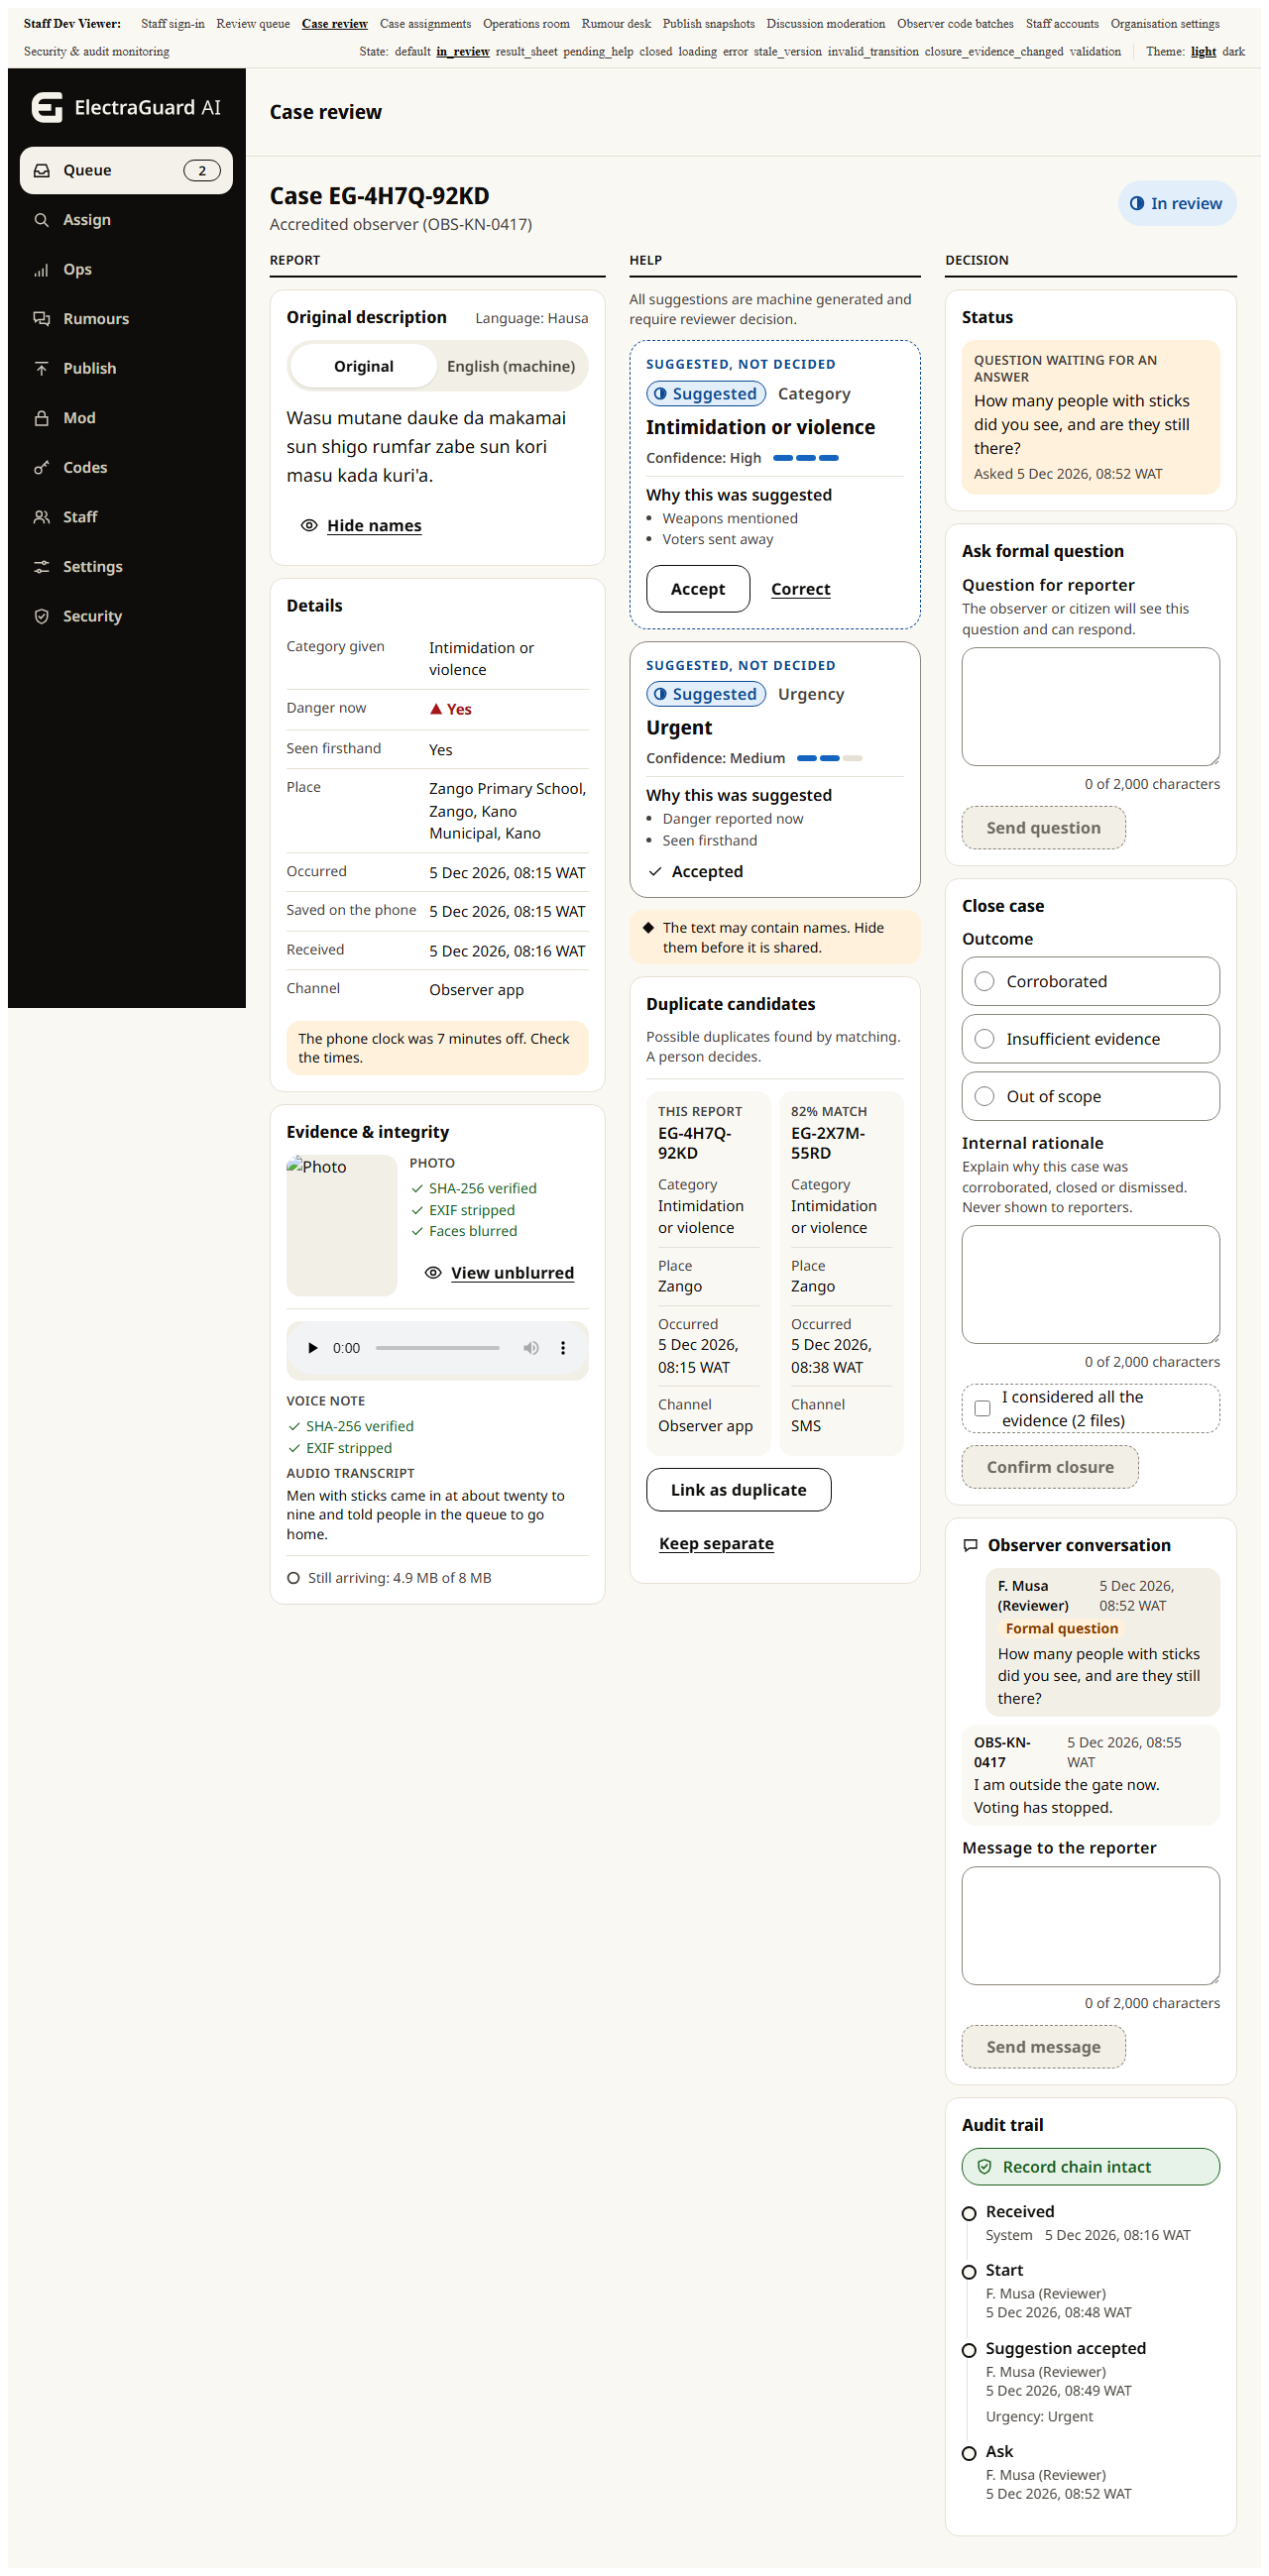 Staff Dev Viewer: Staff sign-in Review queue Case review Case assignments Operations room Rumour desk Publish snapshots Discussion moderation Observer code batches Staff accounts Organisation settings
Security & audit monitoring State: default in_review result_sheet pending_help closed loading error stale_version invalid_transition closure_evidence_changed validation Theme: light dark
ElectraGuard AI
Queue 2
Assign
Ops
Rumours
Publish
Mod
Codes
Staff
Settings
Security
Case review
Case EG-4H7Q-92KD
Accredited observer (OBS-KN-0417)
In review
REPORT
Original description Language: Hausa
Original English (machine)
Wasu mutane dauke da makamai
sun shigo rumfar zabe sun kori
masu kada kuri'a.
Hide names
Details
Category given Intimidation or
violence
Danger now Yes
Seen firsthand Yes
Place Zango Primary School,
Zango, Kano
Municipal, Kano
Occurred 5 Dec 2026, 08:15 WAT
Saved on the phone 5 Dec 2026, 08:15 WAT
Received 5 Dec 2026, 08:16 WAT
Channel Observer app
The phone clock was 7 minutes off. Check
the times.
Evidence & integrity
Photo
PHOTO
SHA-256 verified
EXIF stripped
Faces blurred
View unblurred
0:00
VOICE NOTE
SHA-256 verified
EXIF stripped
AUDIO TRANSCRIPT
Men with sticks came in at about twenty to
nine and told people in the queue to go
home.
Still arriving: 4.9 MB of 8 MB
HELP
All suggestions are machine generated and
require reviewer decision.
SUGGESTED, NOT DECIDED
Suggested Category
Intimidation or violence
Confidence: High
Why this was suggested
Weapons mentioned
Voters sent away
Accept Correct
SUGGESTED, NOT DECIDED
Suggested Urgency
Urgent
Confidence: Medium
Why this was suggested
Danger reported now
Seen firsthand
Accepted
The text may contain names. Hide
them before it is shared.
Duplicate candidates
Possible duplicates found by matching.
A person decides.
THIS REPORT
EG-4H7Q-
92KD
Category
Intimidation
or violence
Place
Zango
Occurred
5 Dec 2026,
08:15 WAT
Channel
Observer app
82% MATCH
EG-2X7M-
55RD
Category
Intimidation
or violence
Place
Zango
Occurred
5 Dec 2026,
08:38 WAT
Channel
SMS
Link as duplicate
Keep separate
DECISION
Status
QUESTION WAITING FOR AN
ANSWER
How many people with sticks
did you see, and are they still
there?
Asked 5 Dec 2026, 08:52 WAT
Ask formal question
Question for reporter
The observer or citizen will see this
question and can respond.
0 of 2,000 characters
Send question
Close case
Outcome
Corroborated
Insufficient evidence
Out of scope
Internal rationale
Explain why this case was
corroborated, closed or dismissed.
Never shown to reporters.
0 of 2,000 characters
I considered all the
evidence (2 files)
Confirm closure
Observer conversation
F. Musa 5 Dec 2026,
(Reviewer) 08:52 WAT
Formal question
How many people with sticks
did you see, and are they still
there?
OBS-KN- 5 Dec 2026, 08:55
0417 WAT
I am outside the gate now.
Voting has stopped.
Message to the reporter
0 of 2,000 characters
Send message
Audit trail
Record chain intact
Received
System 5 Dec 2026, 08:16 WAT
Start
F. Musa (Reviewer)
5 Dec 2026, 08:48 WAT
Suggestion accepted
F. Musa (Reviewer)
5 Dec 2026, 08:49 WAT
Urgency: Urgent
Ask
F. Musa (Reviewer)
5 Dec 2026, 08:52 WAT